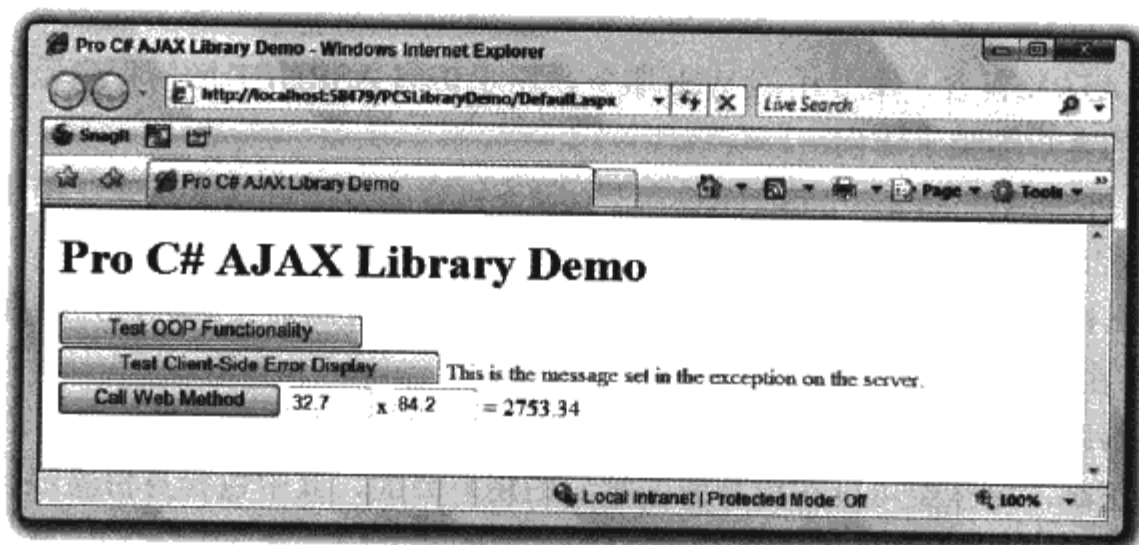 Pro C# AJAX Library Demo - Windows Internet Explorer
http://localhost:58479/PCSLibraryDemo/Default.aspx Live Search
SnagIt
Pro C# AJAX Library Demo Page Tools
Pro C# AJAX Library Demo
Test OOP Functionality
Test Client-Side Error Display This is the message set in the exception on the server.
Call Web Method 32.7 x 84.2 = 2753.34
Local intranet | Protected Mode: Off 100%